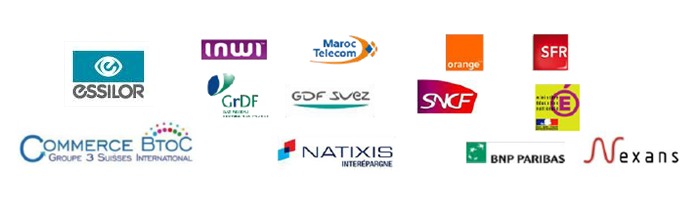 essilor
inwi
Maroc
Telecom
orange
SFR
GrDF
GDF SUEZ
SNCF
COMMERCE BTOC
GROUPE 3 SUISSES INTERNATIONAL
NATIXIS
INTERÉPARGNE
BNP PARIBAS
Nexans